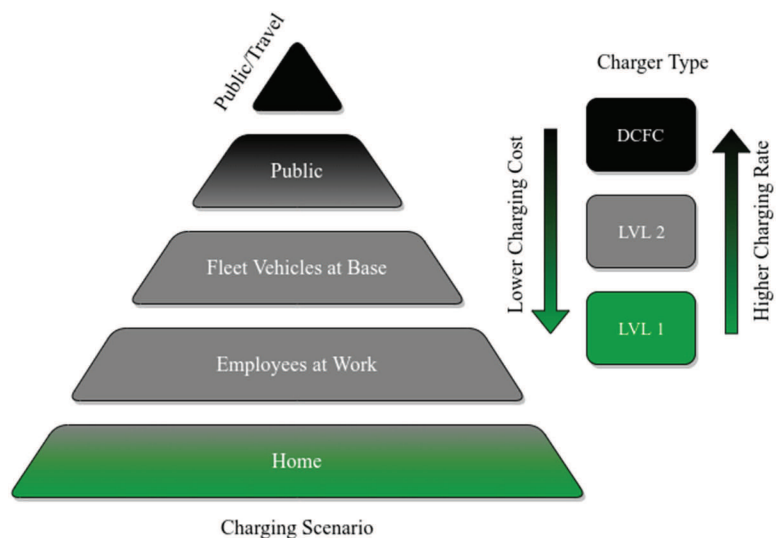 Public/Travel
Public
Fleet Vehicles at Base
Employees at Work
Home
Charging Scenario
Charger Type
Lower Charging Cost
DCFC
LVL 2
LVL 1
Higher Charging Rate